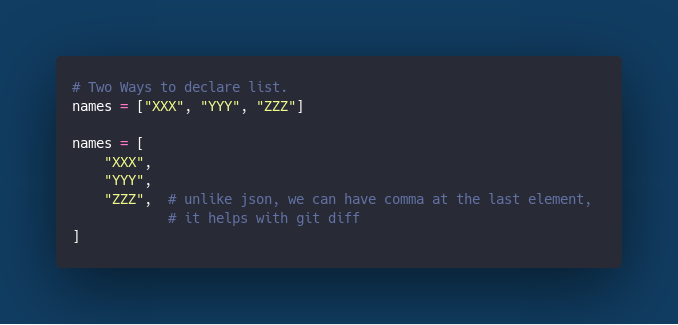 # Two Ways to declare list.
names = ["XXX", "YYY", "ZZZ"]
names = [
    "XXX",
    "YYY",
    "ZZZ",  # unlike json, we can have comma at the last element,
            # it helps with git diff
]